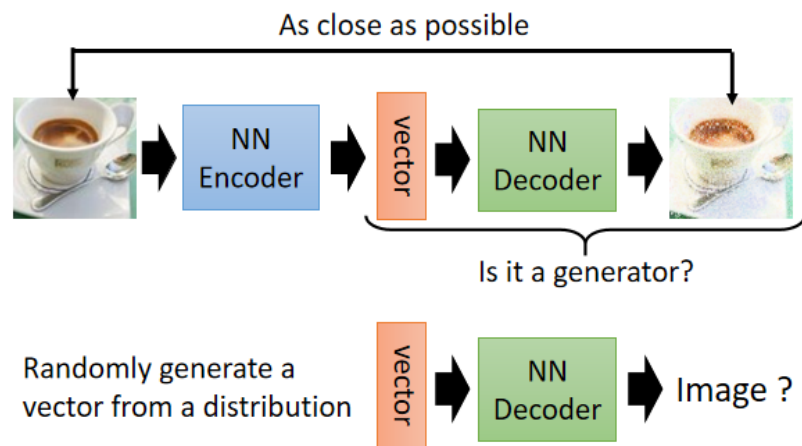 As close as possible
NN
Encoder
vector
NN
Decoder
Is it a generator?
Randomly generate a
vector from a distribution
vector
NN
Decoder
Image ?